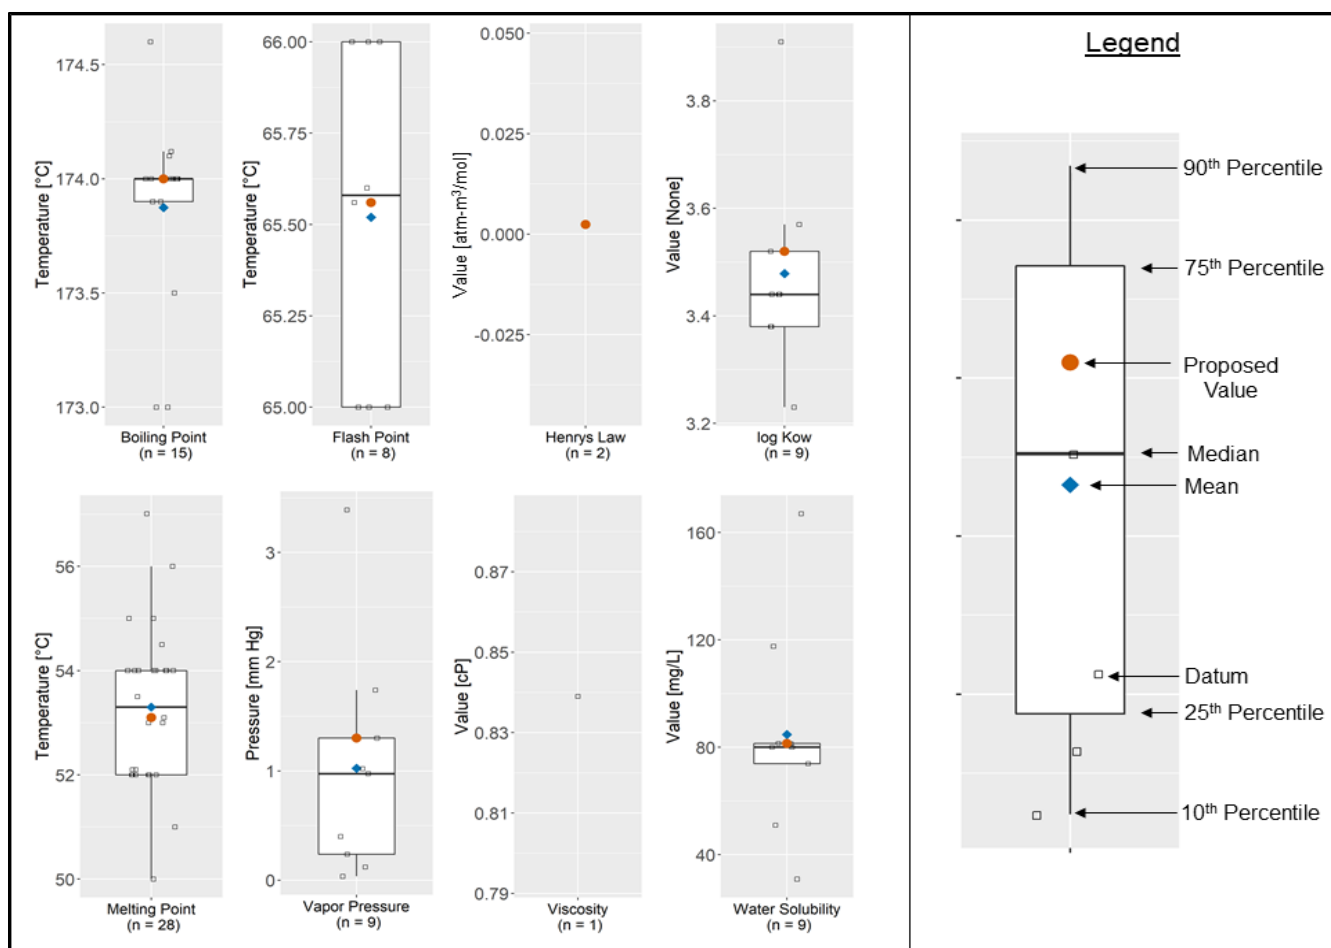 174.5
174.0
173.5
173.0
Temperature [°C]
Boiling Point
(n = 15)
66.00
65.75
65.50
65.25
65.00
Temperature [°C]
Flash Point
(n = 8)
0.050
0.025
0.000
-0.025
Value [atm-m³/mol]
Henrys Law
(n = 2)
3.8
3.6
3.4
3.2
Value [None]
log Kow
(n = 9)
56
54
52
50
Temperature [°C]
Melting Point
(n = 28)
3
2
1
0
Pressure [mm Hg]
Vapor Pressure
(n = 9)
0.87
0.85
0.83
0.81
0.79
Value [cP]
Viscosity
(n = 1)
160
120
80
40
Value [mg/L]
Water Solubility
(n = 9)
Legend
90th Percentile
75th Percentile
Proposed
Value
Median
Mean
Datum
25th Percentile
10th Percentile